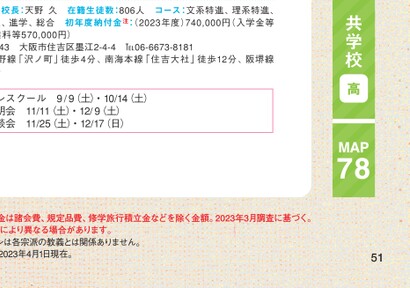 校長：天野 久　在籍生徒数：806人　コース：文系特進、理系特進、
、進学、総合　初年度納付金注：（2023年度）740,000円（入学金等
料等570,000円）
43　大阪市住吉区墨江2-4-4　TEL06-6673-8181
野線「沢ノ町」徒歩4分、南海本線「住吉大社」徒歩12分、阪堺線
レスクール　9/9（土）・10/14（土）
明会　11/11（土）・12/9（土）
談会　11/25（土）・12/17（日）
共学校
高
MAP
78
金は諸会費、規定品費、修学旅行積立金などを除く金額。2023年3月調査に基づく。
により異なる場合があります。
ンは各宗派の教義とは関係ありません。
2023年4月1日現在。
51